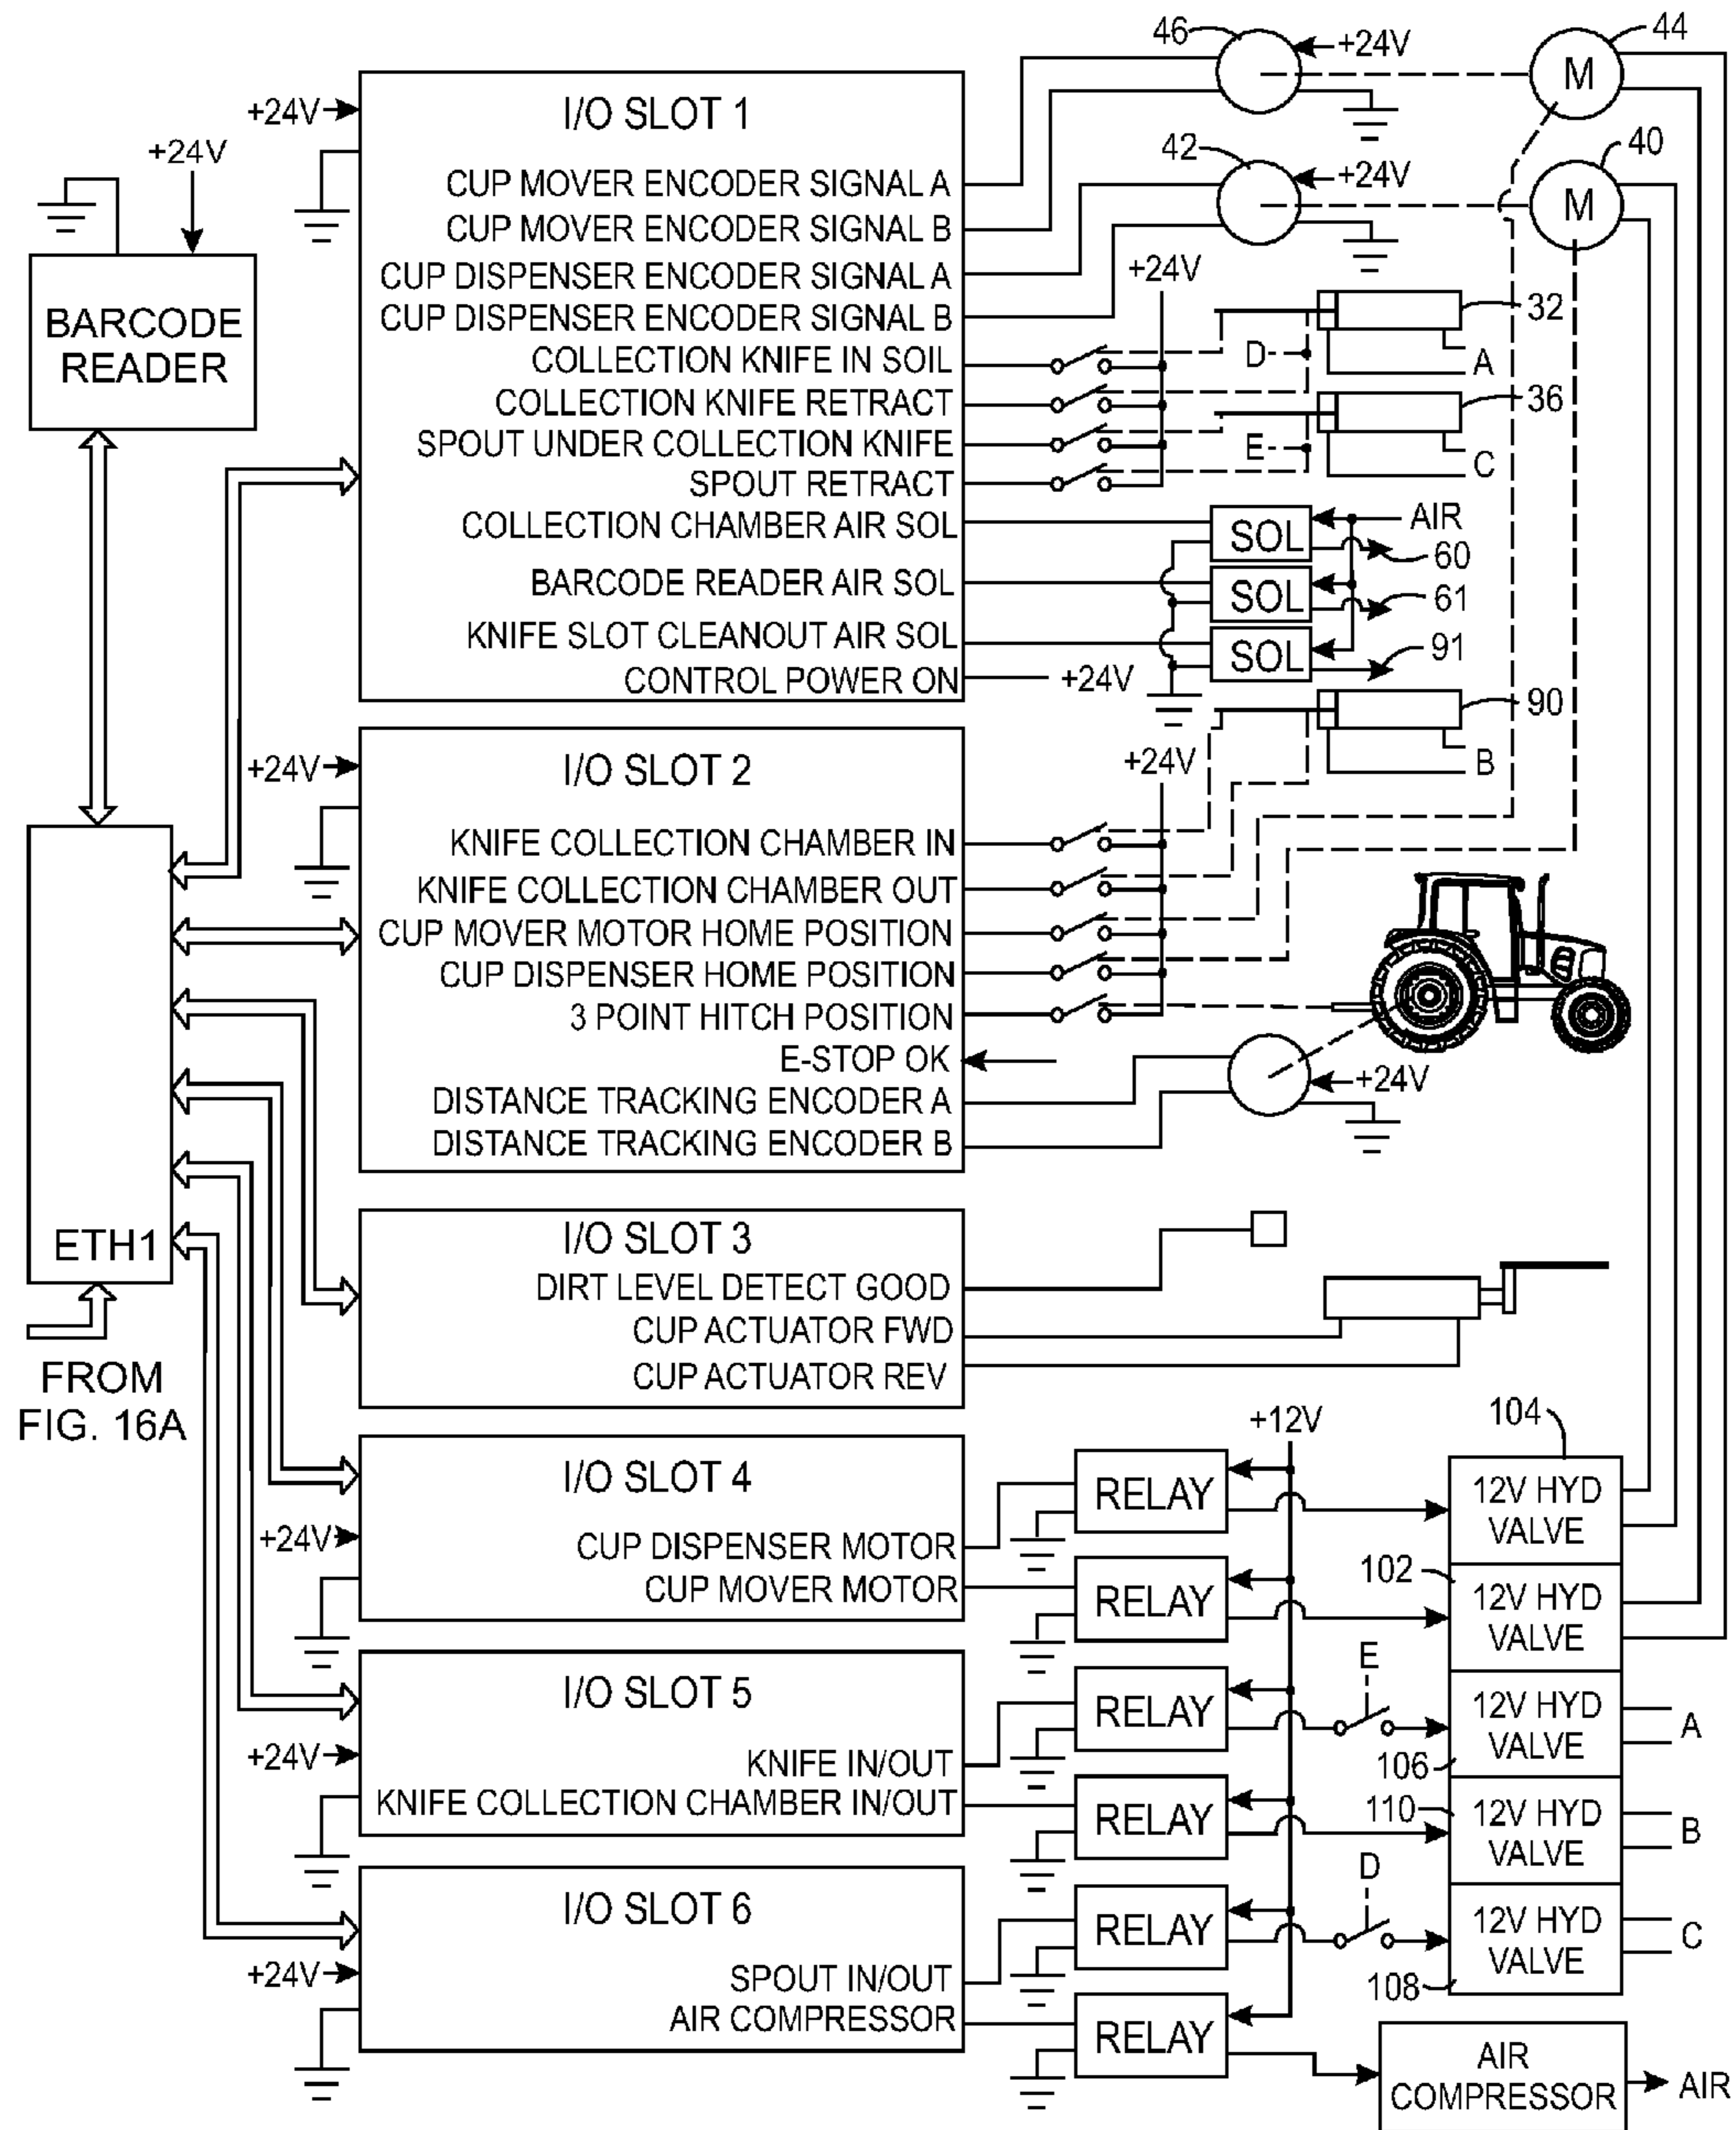 46
+24V
44
M
+24V
I/O SLOT 1
42
+24V
40
M
+24V
CUP MOVER ENCODER SIGNAL A
CUP MOVER ENCODER SIGNAL B
CUP DISPENSER ENCODER SIGNAL A
CUP DISPENSER ENCODER SIGNAL B
COLLECTION KNIFE IN SOIL
COLLECTION KNIFE RETRACT
SPOUT UNDER COLLECTION KNIFE
SPOUT RETRACT
COLLECTION CHAMBER AIR SOL
BARCODE READER AIR SOL
KNIFE SLOT CLEANOUT AIR SOL
CONTROL POWER ON
+24V
+24V
32
D
A
36
E
C
SOL
AIR
60
SOL
61
SOL
91
BARCODE
READER
90
B
+24V
I/O SLOT 2
+24V
KNIFE COLLECTION CHAMBER IN
KNIFE COLLECTION CHAMBER OUT
CUP MOVER MOTOR HOME POSITION
CUP DISPENSER HOME POSITION
3 POINT HITCH POSITION
E-STOP OK
DISTANCE TRACKING ENCODER A
DISTANCE TRACKING ENCODER B
+24V
ETH1
FROM
FIG. 16A
I/O SLOT 3
DIRT LEVEL DETECT GOOD
CUP ACTUATOR FWD
CUP ACTUATOR REV
+12V
104
I/O SLOT 4
+24V
CUP DISPENSER MOTOR
CUP MOVER MOTOR
RELAY
12V HYD
VALVE
102
RELAY
12V HYD
VALVE
I/O SLOT 5
+24V
KNIFE IN/OUT
KNIFE COLLECTION CHAMBER IN/OUT
RELAY
E
12V HYD
VALVE
A
106
RELAY
110
12V HYD
VALVE
B
I/O SLOT 6
+24V
SPOUT IN/OUT
AIR COMPRESSOR
RELAY
D
12V HYD
VALVE
C
108
RELAY
AIR
COMPRESSOR
AIR